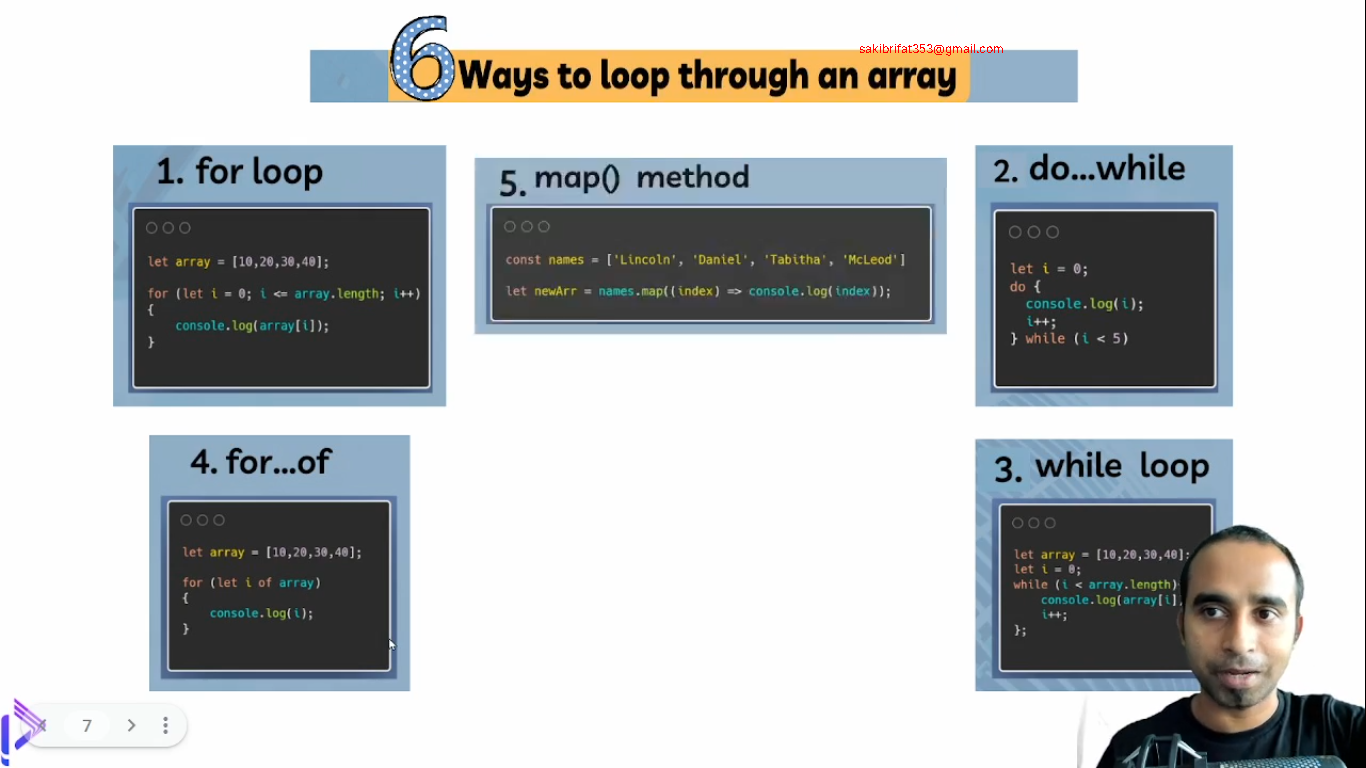 sakibrifat353@gmail.com
6 Ways to loop through an array
1. for loop
let array = [10,20,30,40];
for (let i = 0; i <= array.length; i++)
{
console.log(array[i]);
}
5. map() method
const names = ['Lincoln', 'Daniel', 'Tabitha', 'McLeod']
let newArr = names.map((index) => console.log(index));
2. do...while
let i = 0;
do {
console.log(i);
i++;
} while (i < 5)
4. for...of
let array = [10,20,30,40];
for (let i of array)
{
console.log(i);
}
3. while loop
let array = [10,20,30,40];
let i = 0;
while (i < array.length)
console.log(array[i]
i++;
};
7